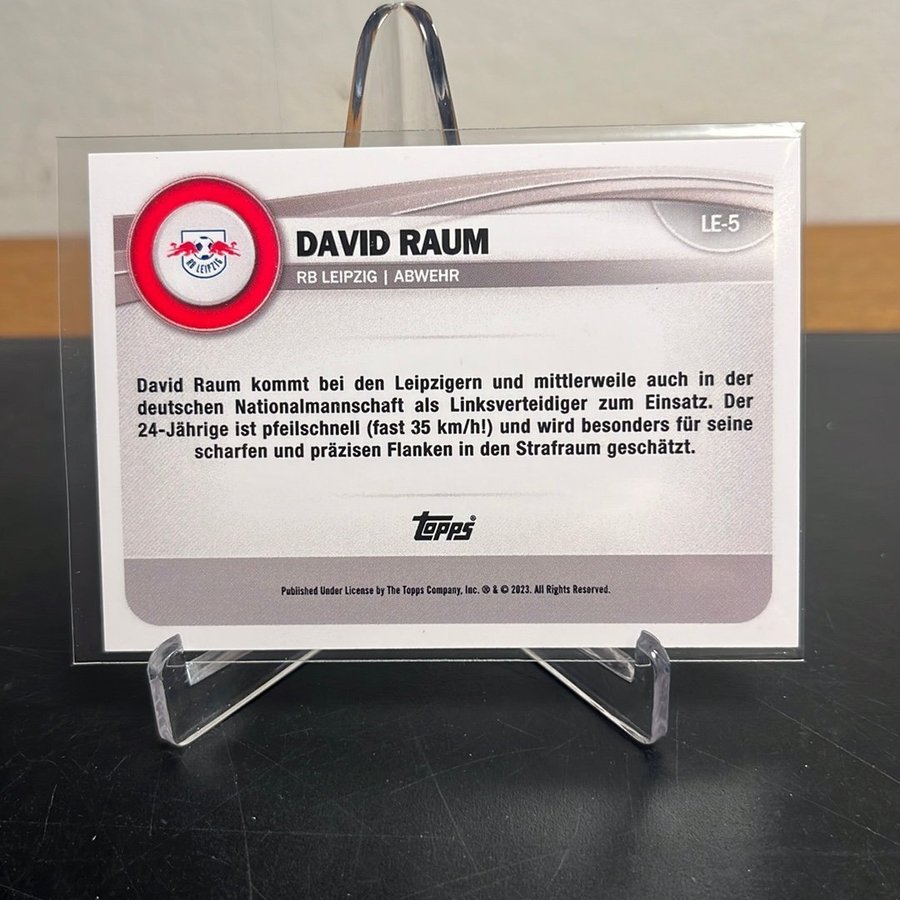 LE-5
DAVID RAUM
RB LEIPZIG | ABWEHR
RB LEIPZIG
David Raum kommt bei den Leipzigern und mittlerweile auch in der
deutschen Nationalmannschaft als Linksverteidiger zum Einsatz. Der
24-Jährige ist pfeilschnell (fast 35 km/h!) und wird besonders für seine
scharfen und präzisen Flanken in den Strafraum geschätzt.
topps®
Published Under License by The Topps Company, Inc. ® & © 2023. All Rights Reserved.